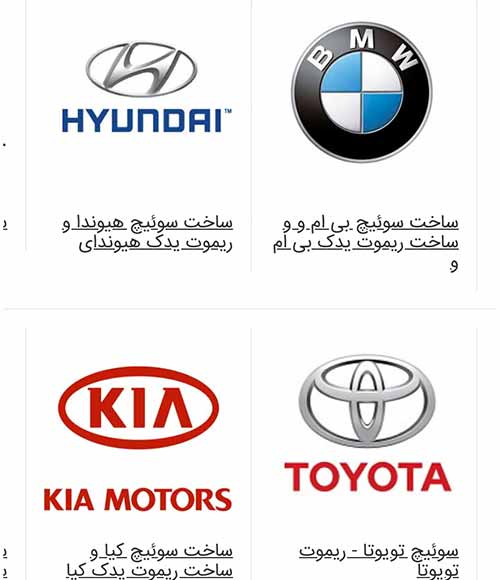 BMW
ساخت سوئیچ بی ام و و
ساخت ریموت یدک بی ام
و
HYUNDAI™
ساخت سوئیچ هیوندا و
ریموت یدک هیوندای
TOYOTA
سوئیچ تویوتا - ریموت
تویوتا
KIA
KIA MOTORS
ساخت سوئیچ کیا و
ساخت ریموت یدک کیا